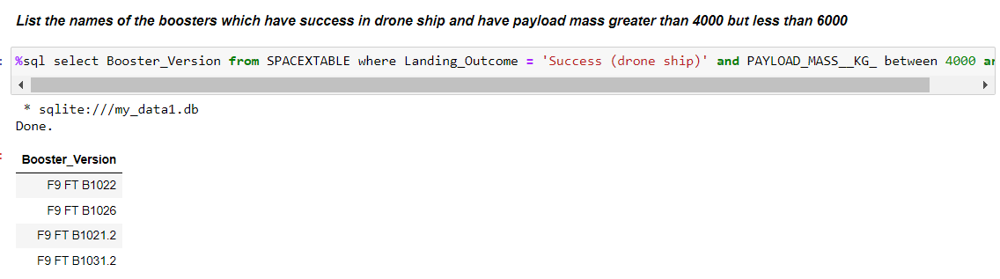 List the names of the boosters which have success in drone ship and have payload mass greater than 4000 but less than 6000
%sql select Booster_Version from SPACEXTABLE where Landing_Outcome = 'Success (drone ship)' and PAYLOAD_MASS__KG_ between 4000
* sqlite:///my_data1.db
Done.
Booster_Version
F9 FT B1022
F9 FT B1026
F9 FT B1021.2
F9 FT B1031.2